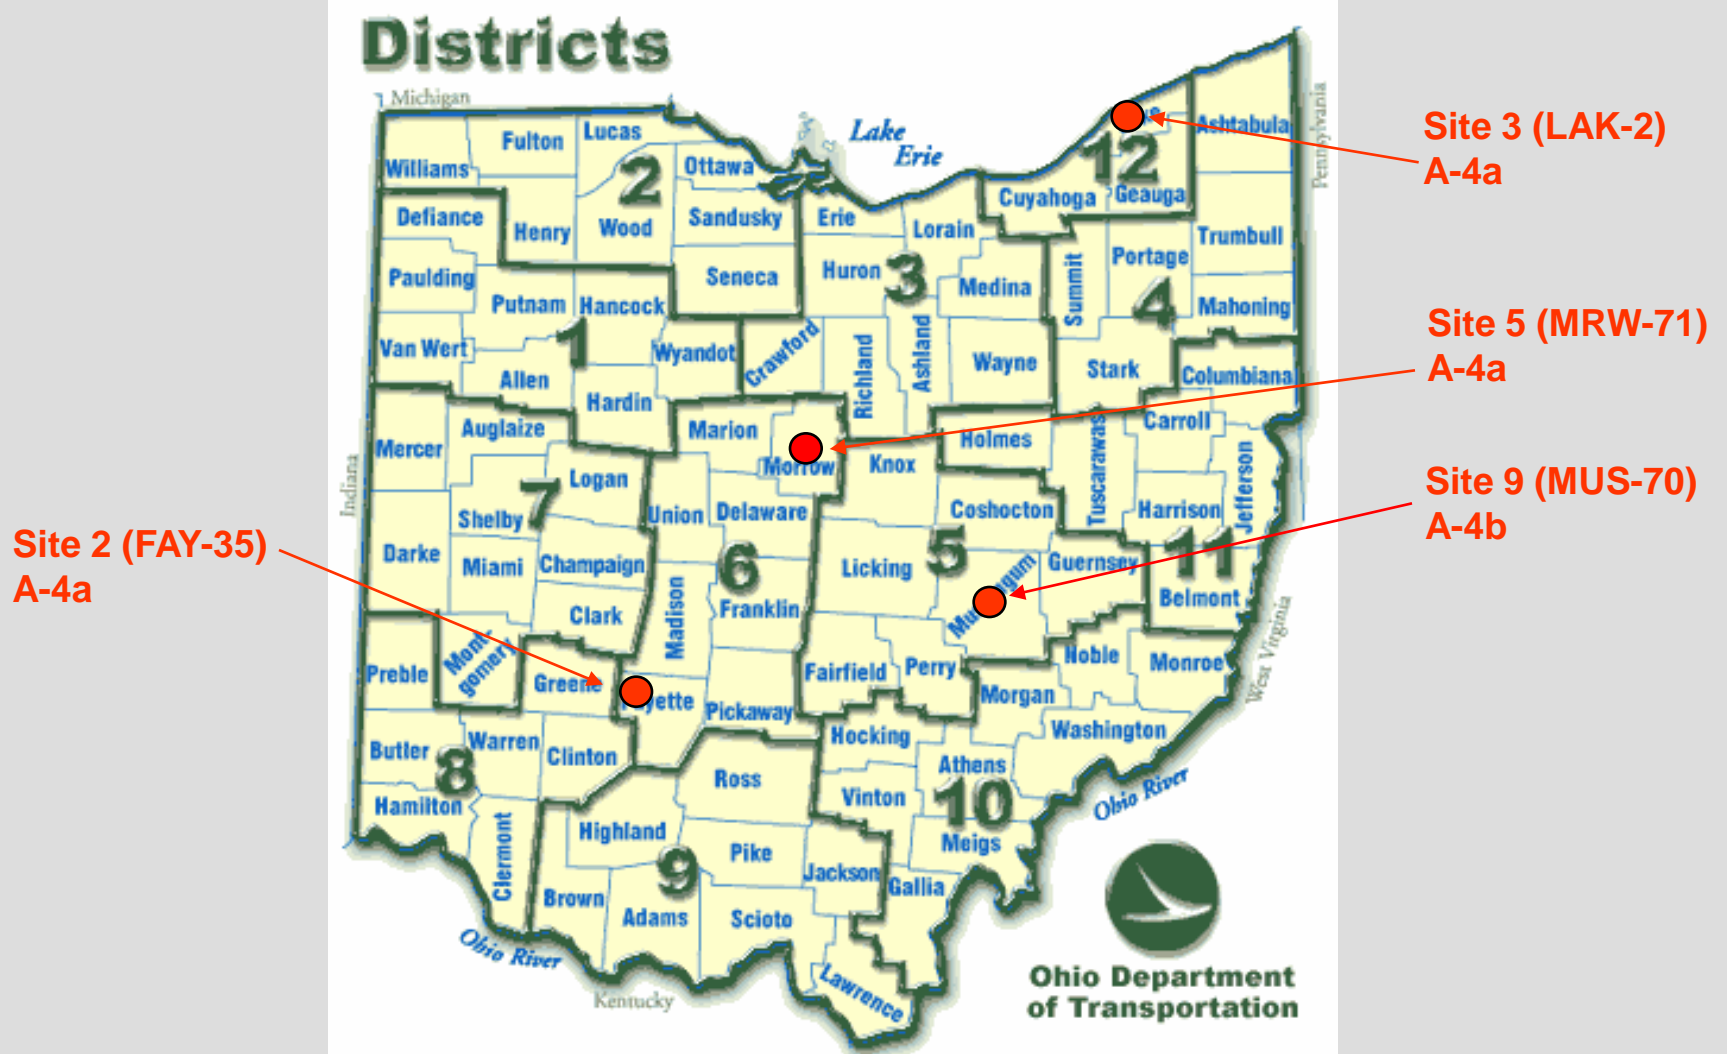 Districts
Michigan
Lake
Erie
Pennsylvania
Site 3 (LAK-2)
A-4a
Williams
Fulton
Lucas
Ottawa
2
12
Ashtabula
Cuyahoga
Geauga
Defiance
Henry
Wood
Sandusky
Erie
Lorain
Trumbull
Paulding
Putnam
Hancock
Seneca
Huron
3
Medina
Summit
Portage
4
Mahoning
Site 5 (MRW-71)
A-4a
Van Wert
1
Allen
Wyandot
Crawford
Richland
Ashland
Wayne
Stark
Columbiana
Hardin
Mercer
Auglaize
Marion
Morrow
Knox
Holmes
Tuscarawas
Carroll
Jefferson
Indiana
Logan
7
Shelby
Union
Delaware
Coshocton
Harrison
Site 9 (MUS-70)
A-4b
Site 2 (FAY-35)
A-4a
Darke
Miami
Champaign
6
Licking
5
Guernsey
11
Belmont
Clark
Madison
Franklin
Preble
Mont-
gomery
Greene
Pickaway
Fairfield
Perry
Morgan
Noble
Monroe
West Virginia
Butler
Warren
Clinton
8
Hamilton
Clermont
Ross
Hocking
Athens
Washington
Vinton
10
Meigs
Ohio River
Highland
9
Pike
Jackson
Gallia
Brown
Adams
Scioto
Lawrence
Ohio River
Kentucky
Ohio Department
of Transportation